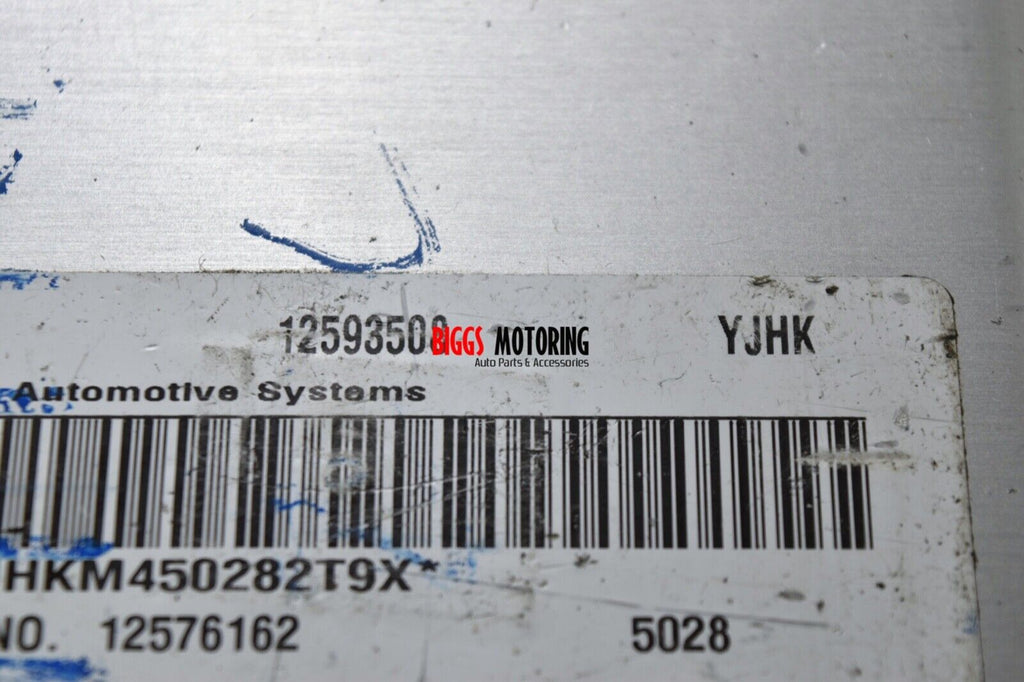 12593508 YJHK
BIGGS MOTORING
Auto Parts & Accessories
Automotive Systems
HKM450282T9X*
NO. 12576162 5028